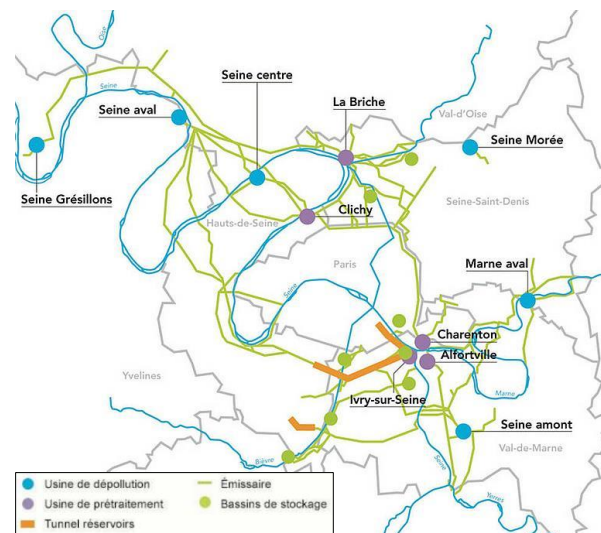 Oise
Seine
Seine centre
La Briche
Val-d'Oise
Seine aval
Seine Morée
Seine Grésillons
Seine-Saint-Denis
Clichy
Hauts-de-Seine
Paris
Marne aval
Seine
Charenton
Alfortville
Yvelines
Marne
Ivry-sur-Seine
Seine amont
Val-de-Marne
Seine
Bièvre
Yerres
Usine de dépollution
Émissaire
Usine de prétraitement
Bassins de stockage
Tunnel réservoirs